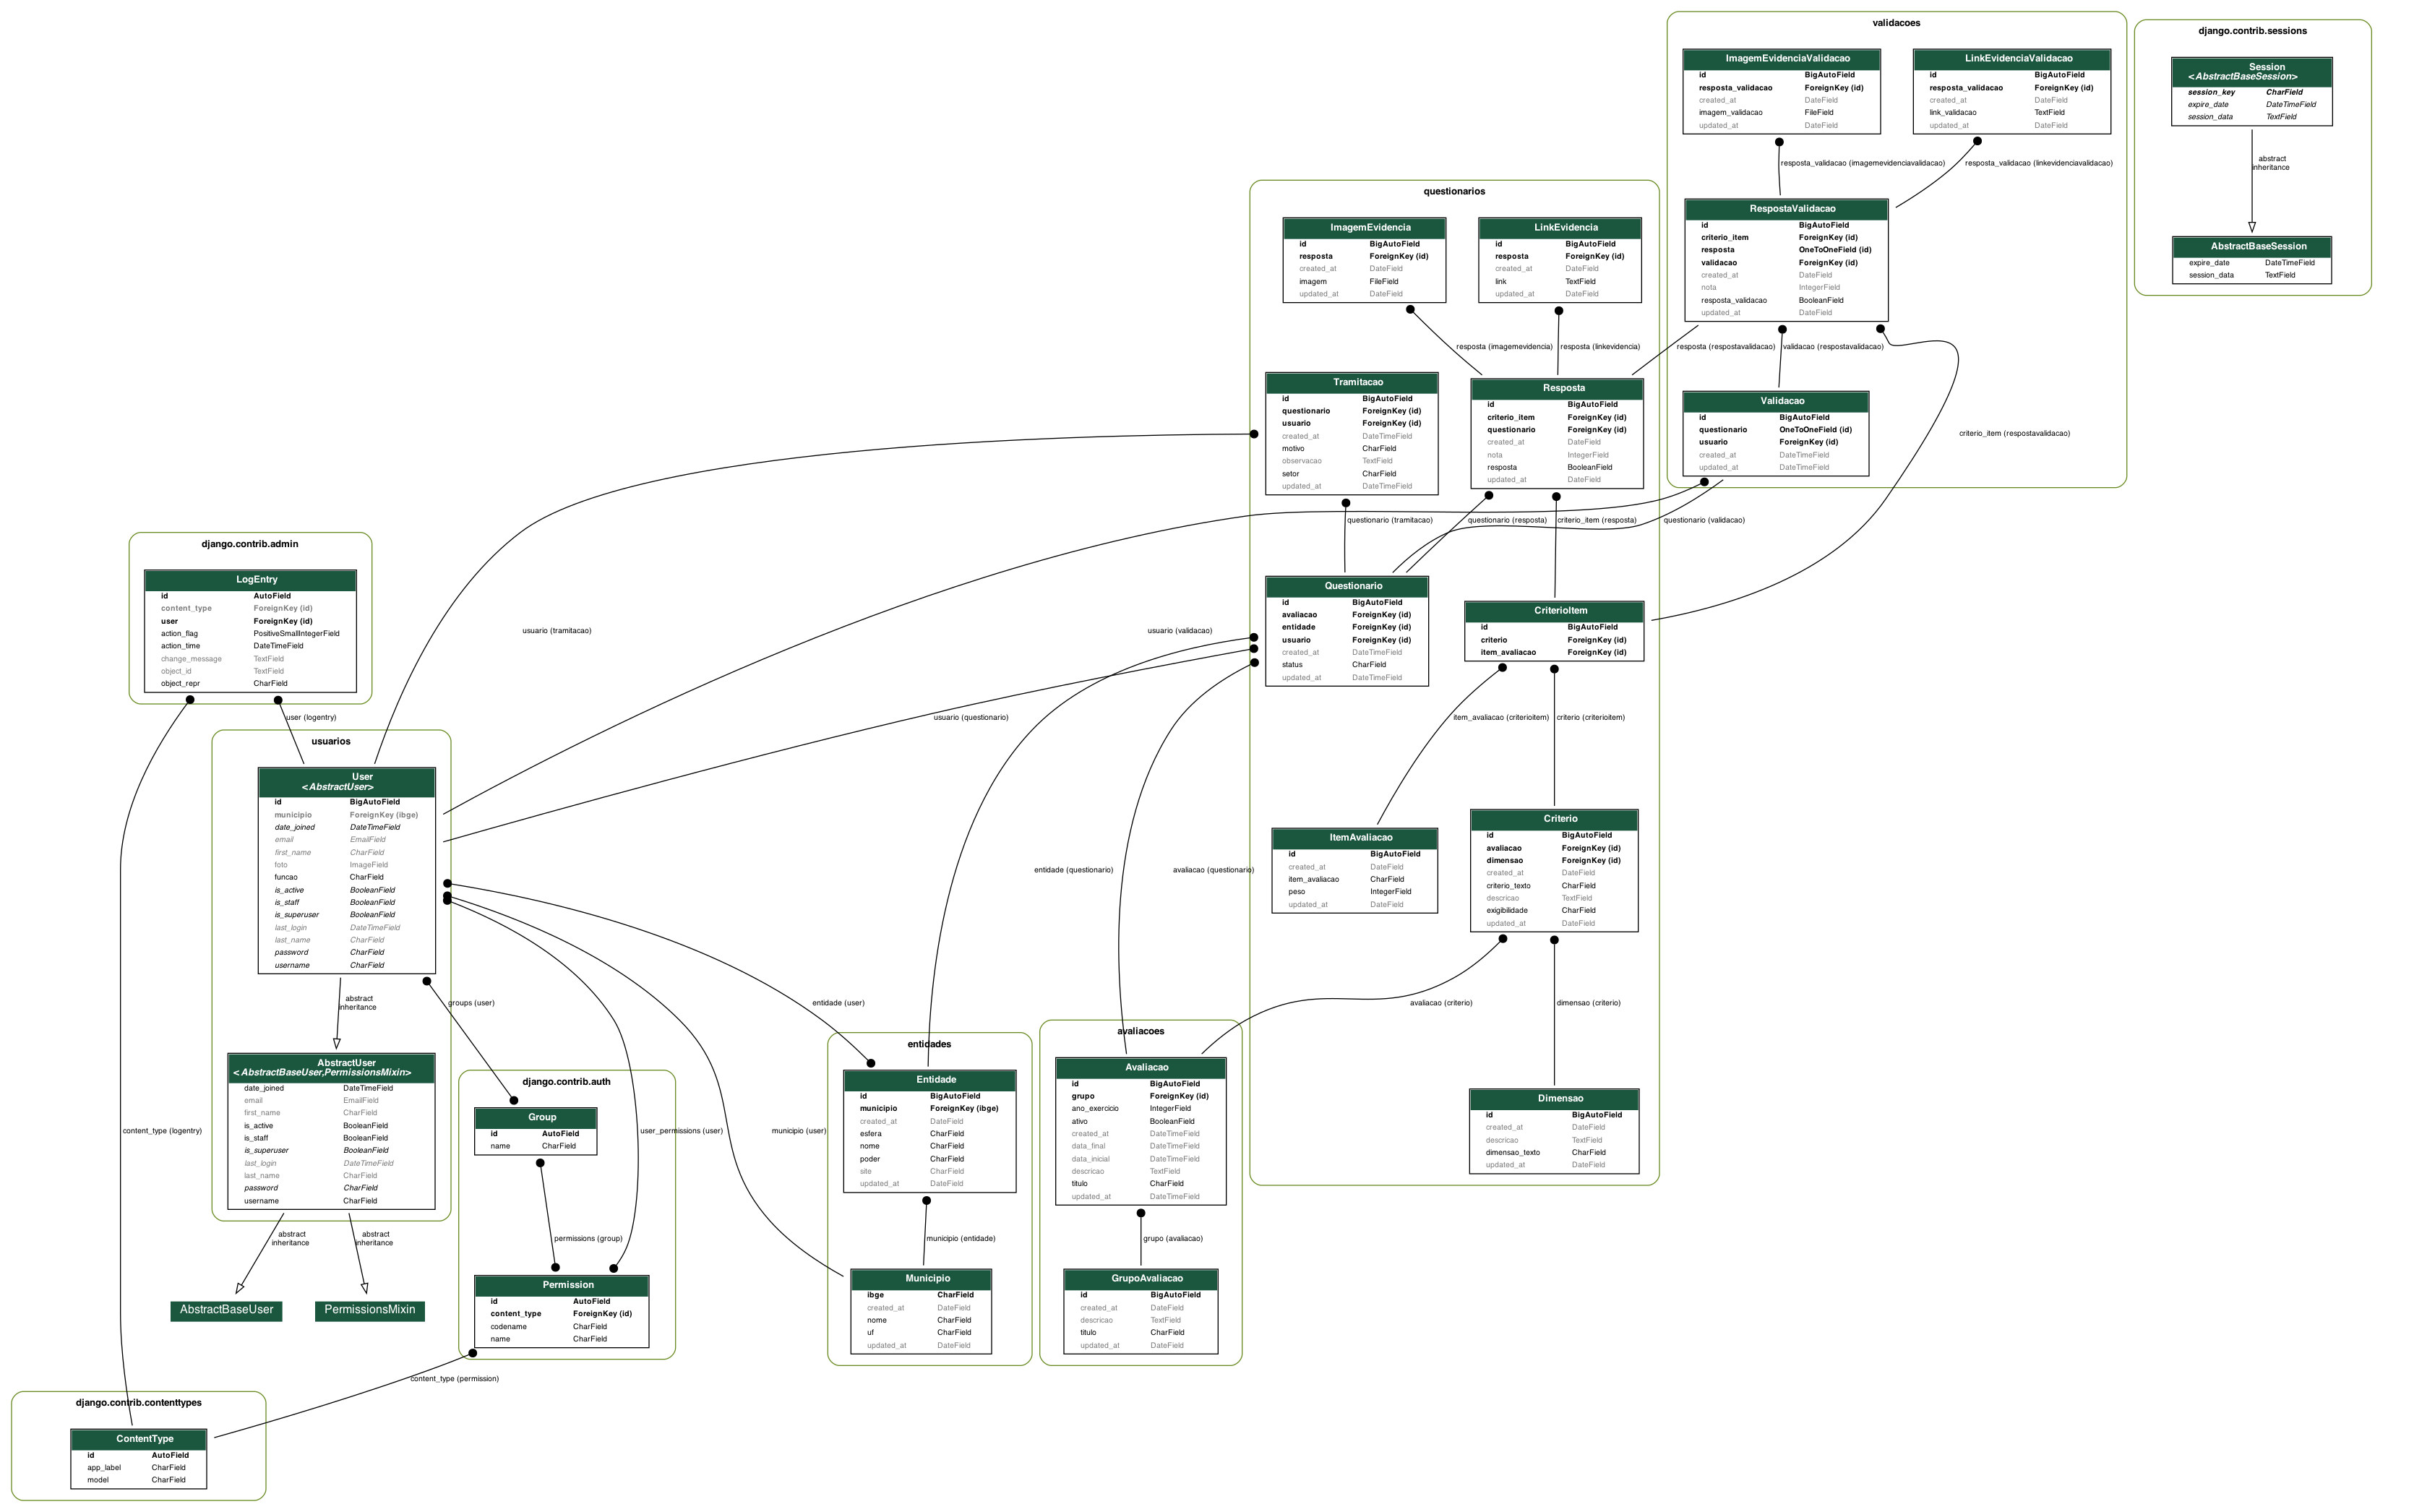 validacoes
ImagemEvidenciaValidacao
id BigAutoField
resposta_validacao ForeignKey (id)
created_at DateField
imagem_validacao FileField
updated_at DateField
LinkEvidenciaValidacao
id BigAutoField
resposta_validacao ForeignKey (id)
created_at DateField
link_validacao TextField
updated_at DateField
resposta_validacao (imagemevidenciavalidacao)
resposta_validacao (linkevidenciavalidacao)
RespostaValidacao
id BigAutoField
criterio_item ForeignKey (id)
resposta OneToOneField (id)
validacao ForeignKey (id)
created_at DateField
nota IntegerField
resposta_validacao BooleanField
updated_at DateField
resposta (respostavalidacao)
validacao (respostavalidacao)
Validacao
id BigAutoField
questionario OneToOneField (id)
usuario ForeignKey (id)
created_at DateTimeField
updated_at DateTimeField
criterio_item (respostavalidacao)
django.contrib.sessions
Session
<AbstractBaseSession>
session_key CharField
expire_date DateTimeField
session_data TextField
abstract
inheritance
AbstractBaseSession
expire_date DateTimeField
session_data TextField
questionarios
ImagemEvidencia
id BigAutoField
resposta ForeignKey (id)
created_at DateField
imagem FileField
updated_at DateField
LinkEvidencia
id BigAutoField
resposta ForeignKey (id)
created_at DateField
link TextField
updated_at DateField
resposta (imagemevidencia)
resposta (linkevidencia)
Tramitacao
id BigAutoField
questionario ForeignKey (id)
usuario ForeignKey (id)
created_at DateTimeField
motivo CharField
observacao TextField
setor CharField
updated_at DateTimeField
Resposta
id BigAutoField
criterio_item ForeignKey (id)
questionario ForeignKey (id)
created_at DateField
nota IntegerField
resposta BooleanField
updated_at DateField
questionario (tramitacao)
questionario (resposta)
criterio_item (resposta)
questionario (validacao)
Questionario
id BigAutoField
avaliacao ForeignKey (id)
entidade ForeignKey (id)
usuario ForeignKey (id)
created_at DateTimeField
status CharField
updated_at DateTimeField
CriterioItem
id BigAutoField
criterio ForeignKey (id)
item_avaliacao ForeignKey (id)
item_avaliacao (criterioitem)
criterio (criterioitem)
ItemAvaliacao
id BigAutoField
created_at DateField
item_avaliacao CharField
peso IntegerField
updated_at DateField
Criterio
id BigAutoField
avaliacao ForeignKey (id)
dimensao ForeignKey (id)
created_at DateField
criterio_texto CharField
descricao TextField
exigibilidade CharField
updated_at DateField
avaliacao (criterio)
dimensao (criterio)
Dimensao
id BigAutoField
created_at DateField
descricao TextField
dimensao_texto CharField
updated_at DateField
django.contrib.admin
LogEntry
id AutoField
content_type ForeignKey (id)
user ForeignKey (id)
action_flag PositiveSmallIntegerField
action_time DateTimeField
change_message TextField
object_id TextField
object_repr CharField
user (logentry)
usuario (tramitacao)
usuario (validacao)
usuario (questionario)
entidade (questionario)
avaliacao (questionario)
usuarios
User
<AbstractUser>
id BigAutoField
municipio ForeignKey (ibge)
date_joined DateTimeField
email EmailField
first_name CharField
foto ImageField
funcao CharField
is_active BooleanField
is_staff BooleanField
is_superuser BooleanField
last_login DateTimeField
last_name CharField
password CharField
username CharField
abstract
inheritance
groups (user)
entidade (user)
AbstractUser
<AbstractBaseUser,PermissionsMixin>
date_joined DateTimeField
email EmailField
first_name CharField
is_active BooleanField
is_staff BooleanField
is_superuser BooleanField
last_login DateTimeField
last_name CharField
password CharField
username CharField
abstract
inheritance
abstract
inheritance
AbstractBaseUser
PermissionsMixin
content_type (logentry)
django.contrib.auth
Group
id AutoField
name CharField
user_permissions (user)
municipio (user)
permissions (group)
Permission
id AutoField
content_type ForeignKey (id)
codename CharField
name CharField
content_type (permission)
entidades
Entidade
id BigAutoField
municipio ForeignKey (ibge)
created_at DateField
esfera CharField
nome CharField
poder CharField
site CharField
updated_at DateField
municipio (entidade)
Municipio
ibge CharField
created_at DateField
nome CharField
uf CharField
updated_at DateField
avaliacoes
Avaliacao
id BigAutoField
grupo ForeignKey (id)
ano_exercicio IntegerField
ativo BooleanField
created_at DateTimeField
data_final DateTimeField
data_inicial DateTimeField
descricao TextField
titulo CharField
updated_at DateTimeField
grupo (avaliacao)
GrupoAvaliacao
id BigAutoField
created_at DateField
descricao TextField
titulo CharField
updated_at DateField
django.contrib.contenttypes
ContentType
id AutoField
app_label CharField
model CharField